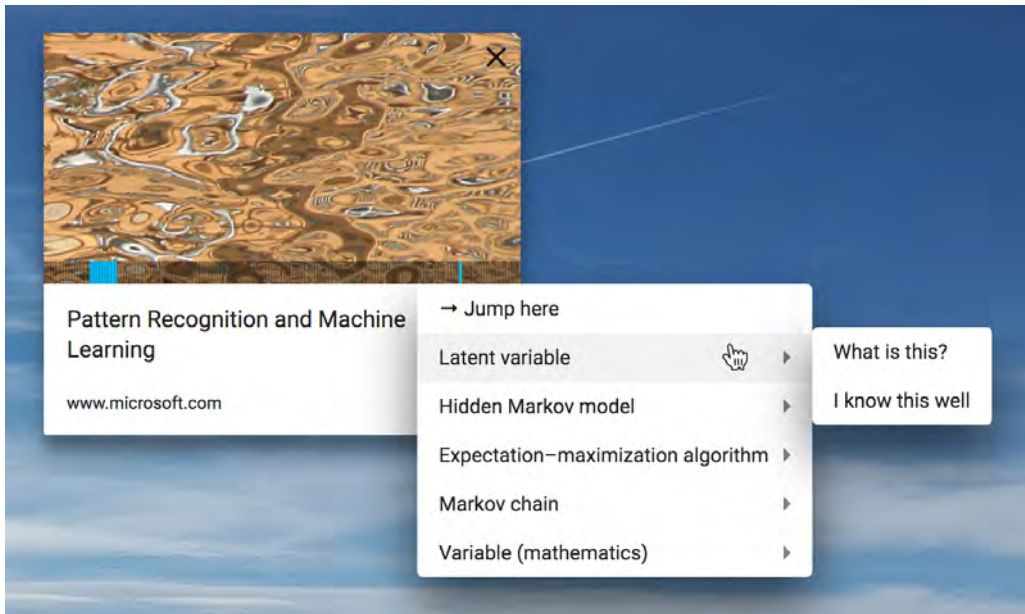 Pattern Recognition and Machine
Learning
www.microsoft.com
→ Jump here
Latent variable
Hidden Markov model
Expectation–maximization algorithm
Markov chain
Variable (mathematics)
What is this?
I know this well